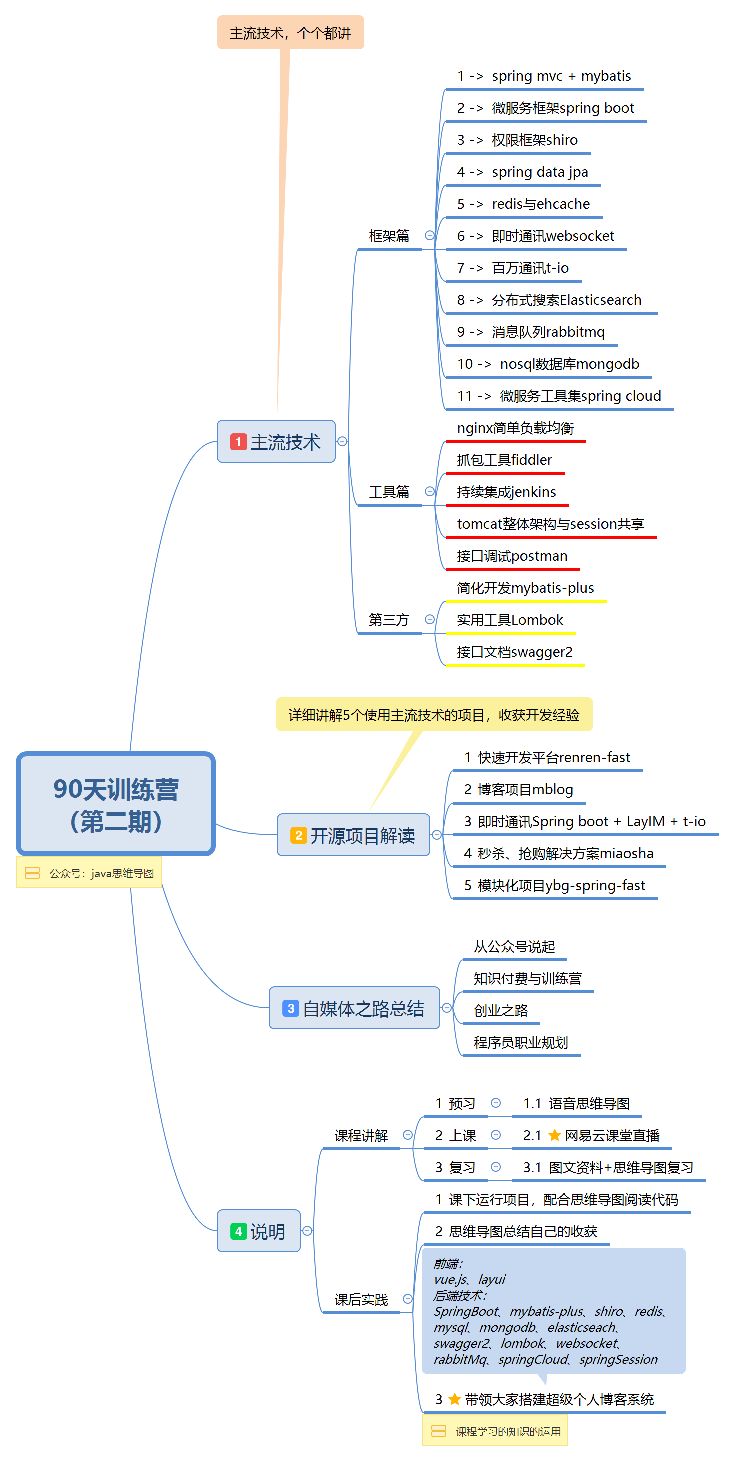 主流技术，个个都讲
1 -> spring mvc + mybatis
2 -> 微服务框架spring boot
3 -> 权限框架shiro
4 -> spring data jpa
5 -> redis与ehcache
框架篇
6 -> 即时通讯websocket
7 -> 百万通讯t-io
8 -> 分布式搜索Elasticsearch
9 -> 消息队列rabbitmq
10 -> nosql数据库mongodb
11 -> 微服务工具集spring cloud
1 主流技术
nginx简单负载均衡
抓包工具fiddler
工具篇
持续集成jenkins
tomcat整体架构与session共享
接口调试postman
简化开发mybatis-plus
第三方
实用工具Lombok
接口文档swagger2
详细讲解5个使用主流技术的项目，收获开发经验
90天训练营
（第二期）
公众号：java思维导图
1 快速开发平台renren-fast
2 博客项目mblog
2 开源项目解读
3 即时通讯Spring boot + LayIM + t-io
4 秒杀、抢购解决方案miaosha
5 模块化项目ybg-spring-fast
从公众号说起
知识付费与训练营
3 自媒体之路总结
创业之路
程序员职业规划
1 预习
1.1 语音思维导图
课程讲解
2 上课
2.1 网易云课堂直播
3 复习
3.1 图文资料+思维导图复习
4 说明
1 课下运行项目，配合思维导图阅读代码
2 思维导图总结自己的收获
课后实践
前端：
vue.js、layui
后端技术：
SpringBoot、mybatis-plus、shiro、redis、
mysql、mongodb、elasticseach、
swagger2、lombok、websocket、
rabbitMq、springCloud、springSession
3 带领大家搭建超级个人博客系统
课程学习的知识的运用